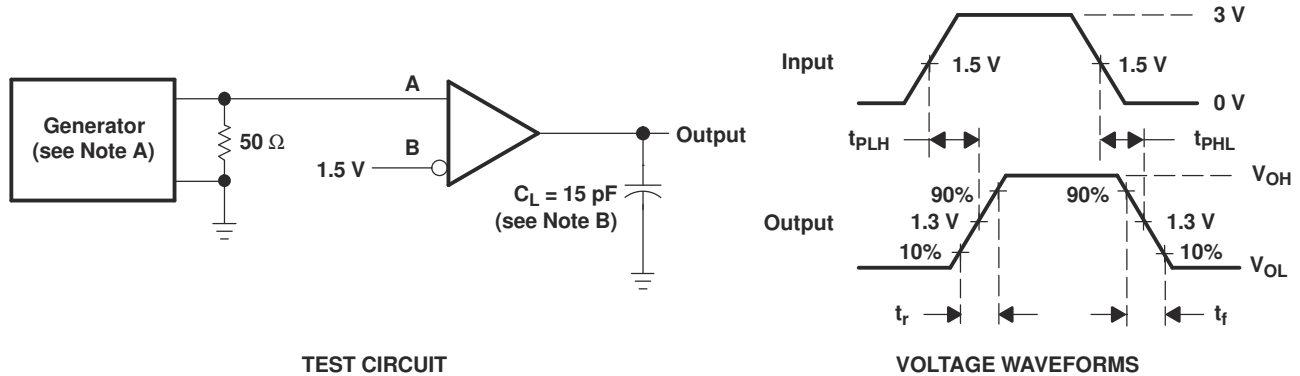 Generator
(see Note A)
50 Ω
A
B
1.5 V
Output
C_L = 15 pF
(see Note B)
TEST CIRCUIT
Input
3 V
1.5 V
1.5 V
0 V
t_PLH
t_PHL
Output
V_OH
90%
90%
1.3 V
1.3 V
10%
10%
V_OL
t_r
t_f
VOLTAGE WAVEFORMS